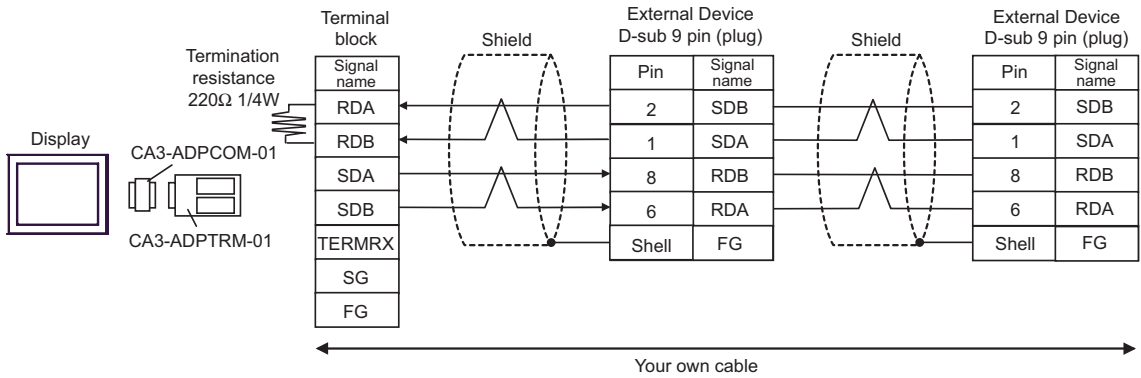 Terminal
block
Termination
resistance
220Ω 1/4W
Display
CA3-ADPCOM-01
CA3-ADPTRM-01
Signal
name
RDA
RDB
SDA
SDB
TERMRX
SG
FG
Shield
External Device
D-sub 9 pin (plug)
Pin Signal
name
2 SDB
1 SDA
8 RDB
6 RDA
Shell FG
Shield
External Device
D-sub 9 pin (plug)
Pin Signal
name
2 SDB
1 SDA
8 RDB
6 RDA
Shell FG
Your own cable